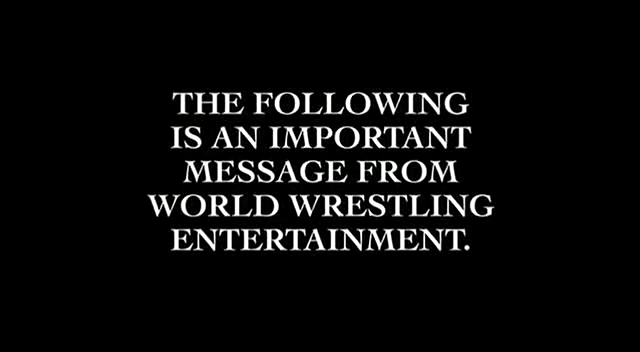 THE FOLLOWING
IS AN IMPORTANT
MESSAGE FROM
WORLD WRESTLING
ENTERTAINMENT.